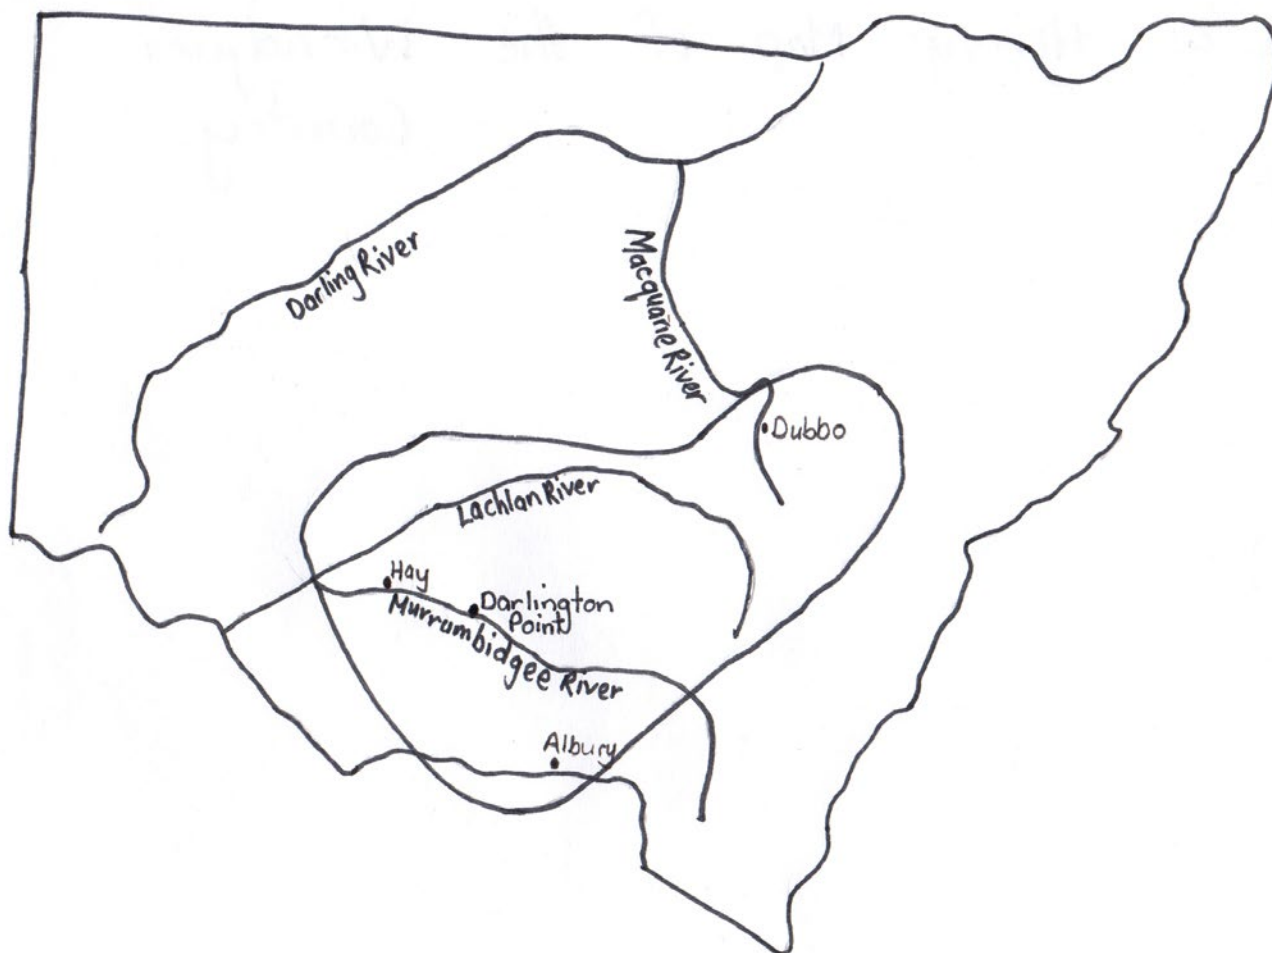 Darling River
Macquarie River
Dubbo
Lachlan River
Hay
Darlington
Point
Murrumbidgee River
Albury